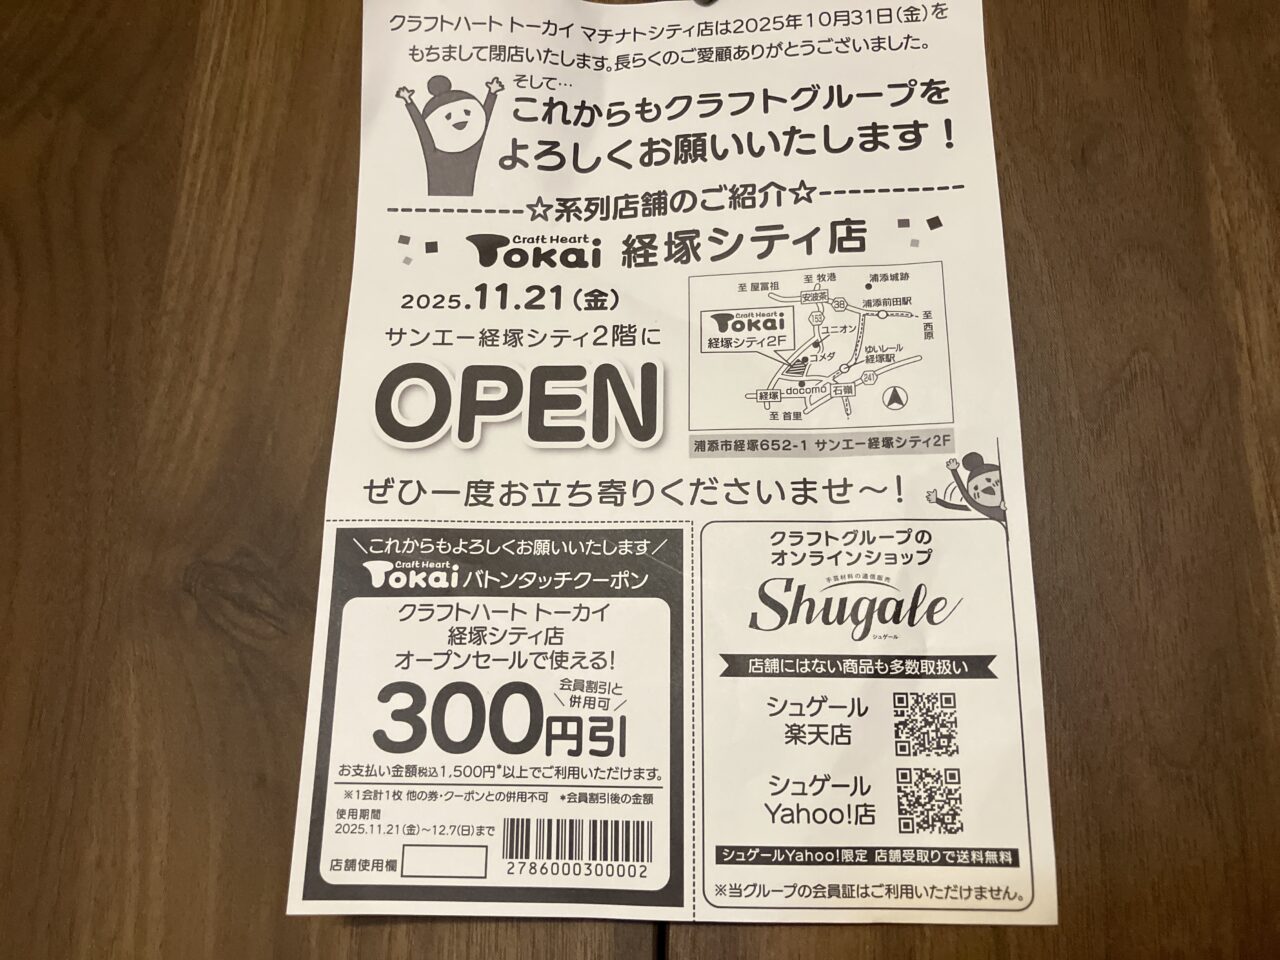 クラフトハート トーカイ マチナトシティ店は2025年10月31日(金)を
もちまして閉店いたします。長らくのご愛顧ありがとうございました。
そして…
これからもクラフトグループを
よろしくお願いいたします!
☆系列店舗のご紹介☆
Craft Heart
Tokai 経塚シティ店
2025.11.21(金)
サンエー経塚シティ2階に
OPEN
至 屋富祖
至 牧港
浦添城跡
安波茶
38
浦添前田駅
153
至 西原
Craft Heart
Tokai
経塚シティ2F
ユニオン
コメダ
ゆいレール
経塚駅
241
docomo
経塚
石嶺
至 首里
浦添市経塚652-1 サンエー経塚シティ2F
ぜひ一度お立ち寄りくださいませ〜!
\これからもよろしくお願いいたします/
Craft Heart
Tokai バトンタッチクーポン
クラフトハート トーカイ
経塚シティ店
オープンセールで使える!
300円引
会員割引と
\併用可/
お支払い金額税込1,500円*以上でご利用いただけます。
※1会計1枚 他の券・クーポンとの併用不可 *会員割引後の金額
使用期間
2025.11.21(金)～12.7(日)まで
店舗使用欄
2786000300002
クラフトグループの
オンラインショップ
手芸材料の通信販売
Shugale
シュゲール
店舗にはない商品も多数取扱い
シュゲール
楽天店
シュゲール
Yahoo!店
シュゲールYahoo!限定 店舗受取りで送料無料
※当グループの会員証はご利用いただけません。